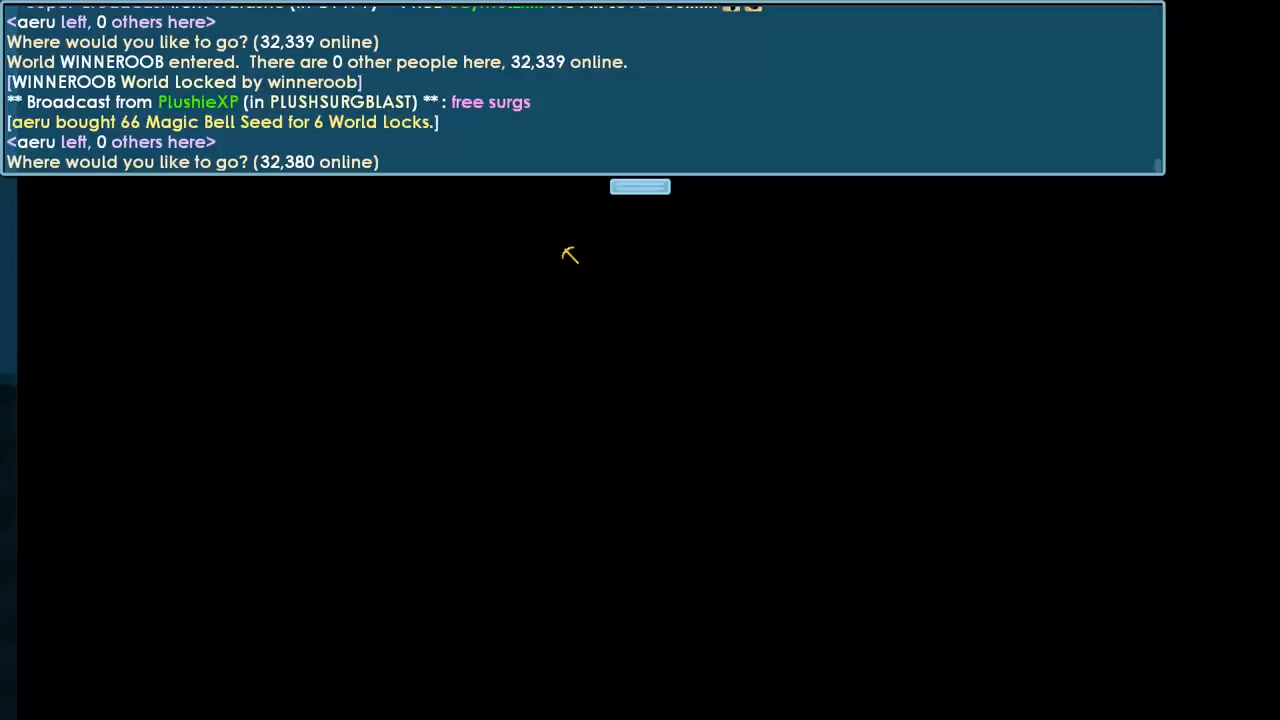 <aeru left, 0 others here>
Where would you like to go? (32,339 online)
World WINNEROOB entered.  There are 0 other people here, 32,339 online.
[WINNEROOB World Locked by winneroob]
** Broadcast from PlushieXP (in PLUSHSURGBLAST) ** : free surgs
[aeru bought 66 Magic Bell Seed for 6 World Locks.]
<aeru left, 0 others here>
Where would you like to go? (32,380 online)